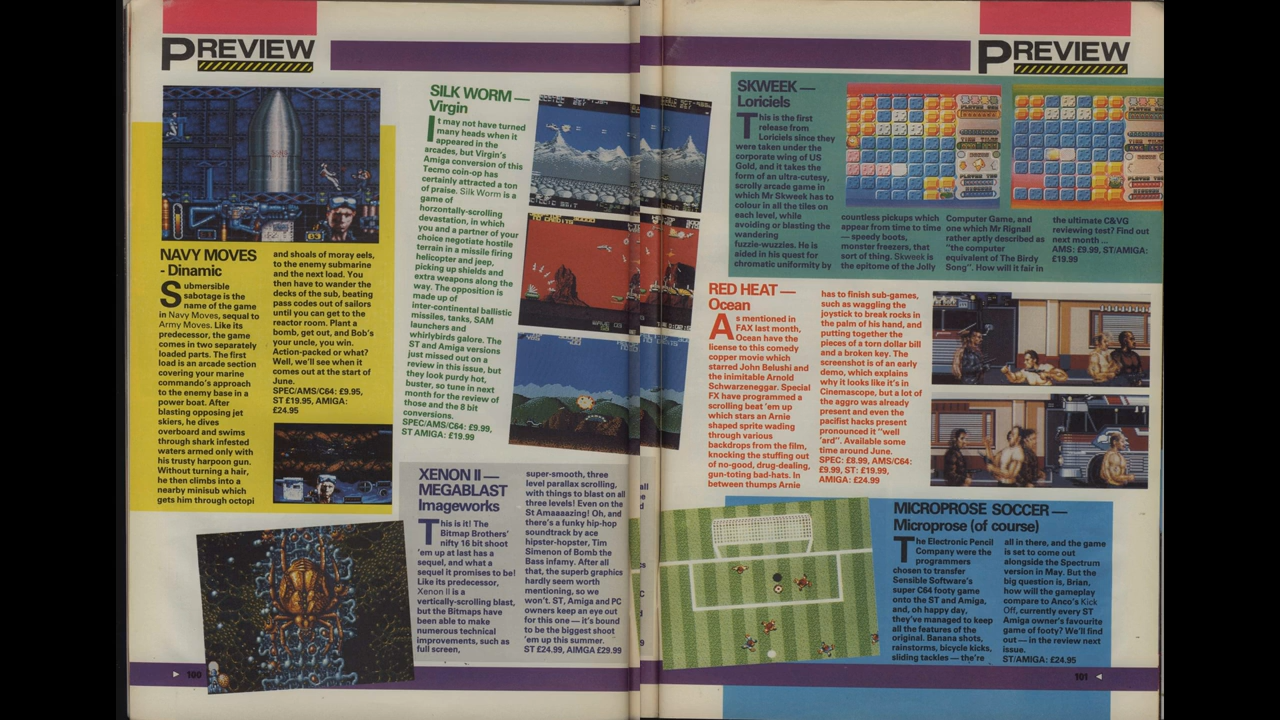 PREVIEW
NAVY MOVES
- Dinamic
Submersible
sabotage is the
name of the game
in Navy Moves, sequel to
Army Moves. Like its
predecessor, the game
comes in two separately
loaded parts. The first
load is an arcade section
covering your marine
commando's approach
to the enemy base in a
power boat. After
blasting opposing jet
skiers, he dives
overboard and swims
through shark infested
waters armed only with
his trusty harpoon gun.
Without turning a hair,
he then climbs into a
nearby minisub which
gets him through octopi
and shoals of moray eels,
to the enemy submarine
and the next load. You
then have to wander the
decks of the sub, beating
pass codes out of sailors
until you can get to the
reactor room. Plant a
bomb, get out, and Bob's
your uncle, you win.
Action-packed or what?
Well, we'll see when it
comes out at the start of
June.
SPEC/AMS/C64: £9.95,
ST £19.95, AMIGA:
£24.95
SILK WORM —
Virgin
It may not have turned
many heads when it
appeared in the
arcades, but Virgin's
Amiga conversion of this
Tecmo coin-op has
certainly attracted a ton
of praise. Silk Worm is a
game of
horzontally-scrolling
devastation, in which
you and a partner of your
choice negotiate hostile
terrain in a missile firing
helicopter and jeep,
picking up shields and
extra weapons along the
way. The opposition is
made up of
inter-continental ballistic
missiles, tanks, SAM
launchers and
whirlybirds galore. The
ST and Amiga versions
just missed out on a
review in this issue, but
they look purdy hot,
buster, so tune in next
month for the review of
those and the 8 bit
conversions.
SPEC/AMS/C64: £9.99,
ST AMIGA: £19.99
XENON II —
MEGABLAST
Imageworks
This is it! The
Bitmap Brothers'
nifty 16 bit shoot
'em up at last has a
sequel, and what a
sequel it promises to be!
Like its predecessor,
Xenon II is a
vertically-scrolling blast,
but the Bitmaps have
been able to make
numerous technical
improvements, such as
full screen,
super-smooth, three
level parallax scrolling,
with things to blast on all
three levels! Even on the
St Amaaaazing! Oh, and
there's a funky hip-hop
soundtrack by ace
hipster-hopster, Tim
Simenon of Bomb the
Bass infamy. After all
that, the superb graphics
hardly seem worth
mentioning, so we
won't. ST, Amiga and PC
owners keep an eye out
for this one — it's bound
to be the biggest shoot
'em up this summer.
ST £24.99, AIMGA £29.99
100
PREVIEW
SKWEEK —
Loriciels
This is the first
release from
Loriciels since they
were taken under the
corporate wing of US
Gold, and it takes the
form of an ultra-cutesy,
scrolly arcade game in
which Mr Skweek has to
colour in all the tiles on
each level, while
avoiding or blasting the
wandering
fuzzie-wuzzies. He is
aided in his quest for
chromatic uniformity by
countless pickups which
appear from time to time
— speedy boots,
monster freezers, that
sort of thing. Skweek is
the epitome of the Jolly
Computer Game, and
one which Mr Rignall
rather aptly described as
"the computer
equivalent of The Birdy
Song". How will it fair in
the ultimate C&VG
reviewing test? Find out
next month ...
AMS: £9.99, ST/AMIGA:
£19.99
RED HEAT —
Ocean
As mentioned in
FAX last month,
Ocean have the
license to this comedy
copper movie which
starred John Belushi and
the inimitable Arnold
Schwarzeneggar. Special
FX have programmed a
scrolling beat 'em up
which stars an Arnie
shaped sprite wading
through various
backdrops from the film,
knocking the stuffing out
of no-good, drug-dealing,
gun-toting bad-hats. In
between thumps Arnie
has to finish sub-games,
such as waggling the
joystick to break rocks in
the palm of his hand, and
putting together the
pieces of a torn dollar bill
and a broken key. The
screenshot is of an early
demo, which explains
why it looks like it's in
Cinemascope, but a lot of
the aggro was already
present and even the
pacifist hacks present
pronounced it "well
'ard". Available some
time around June.
SPEC: £8.99, AMS/C64:
£9.99, ST: £19.99,
AMIGA: £24.99
MICROPROSE SOCCER —
Microprose (of course)
The Electronic Pencil
Company were the
programmers
chosen to transfer
Sensible Software's
super C64 footy game
onto the ST and Amiga,
and, oh happy day,
they've managed to keep
all the features of the
original. Banana shots,
rainstorms, bicycle kicks,
sliding tackles — they're
all in there, and the game
is set to come out
alongside the Spectrum
version in May. But the
big question is, Brian,
how will the gameplay
compare to Anco's Kick
Off, currently every ST
Amiga owner's favourite
game of footy? We'll find
out — in the review next
issue.
ST/AMIGA: £24.95
101